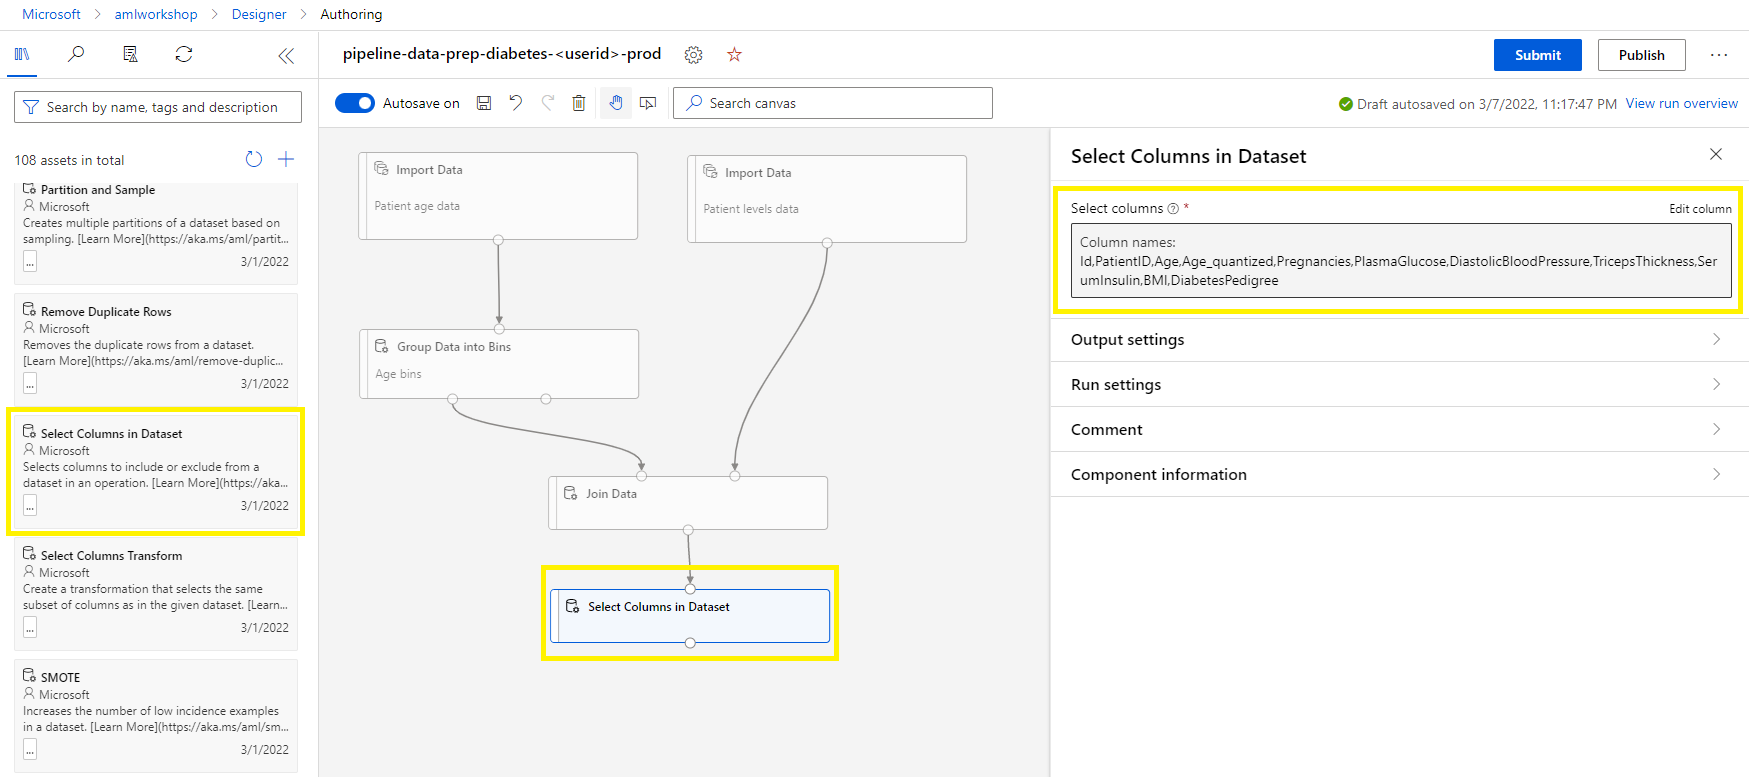 Microsoft > amlworkshop > Designer > Authoring
pipeline-data-prep-diabetes-<userid>-prod
Submit
Publish
...
Search by name, tags and description
Autosave on
Search canvas
Draft autosaved on 3/7/2022, 11:17:47 PM
View run overview
108 assets in total
Partition and Sample
Microsoft
Creates multiple partitions of a dataset based on
sampling. [Learn More](https://aka.ms/aml/partit...
...
3/1/2022
Remove Duplicate Rows
Microsoft
Removes the duplicate rows from a dataset.
[Learn More](https://aka.ms/aml/remove-duplic...
...
3/1/2022
Select Columns in Dataset
Microsoft
Selects columns to include or exclude from a
dataset in an operation. [Learn More](https://aka...
...
3/1/2022
Select Columns Transform
Microsoft
Create a transformation that selects the same
subset of columns as in the given dataset. [Learn...
...
3/1/2022
SMOTE
Microsoft
Increases the number of low incidence examples
in a dataset. [Learn More](https://aka.ms/aml/sm...
...
3/1/2022
Import Data
Patient age data
Import Data
Patient levels data
Group Data into Bins
Age bins
Join Data
Select Columns in Dataset
Select Columns in Dataset
Select columns *
Edit column
Column names:
Id,PatientID,Age,Age_quantized,Pregnancies,PlasmaGlucose,DiastolicBloodPressure,TricepsThickness,Ser
umInsulin,BMI,DiabetesPedigree
Output settings
Run settings
Comment
Component information